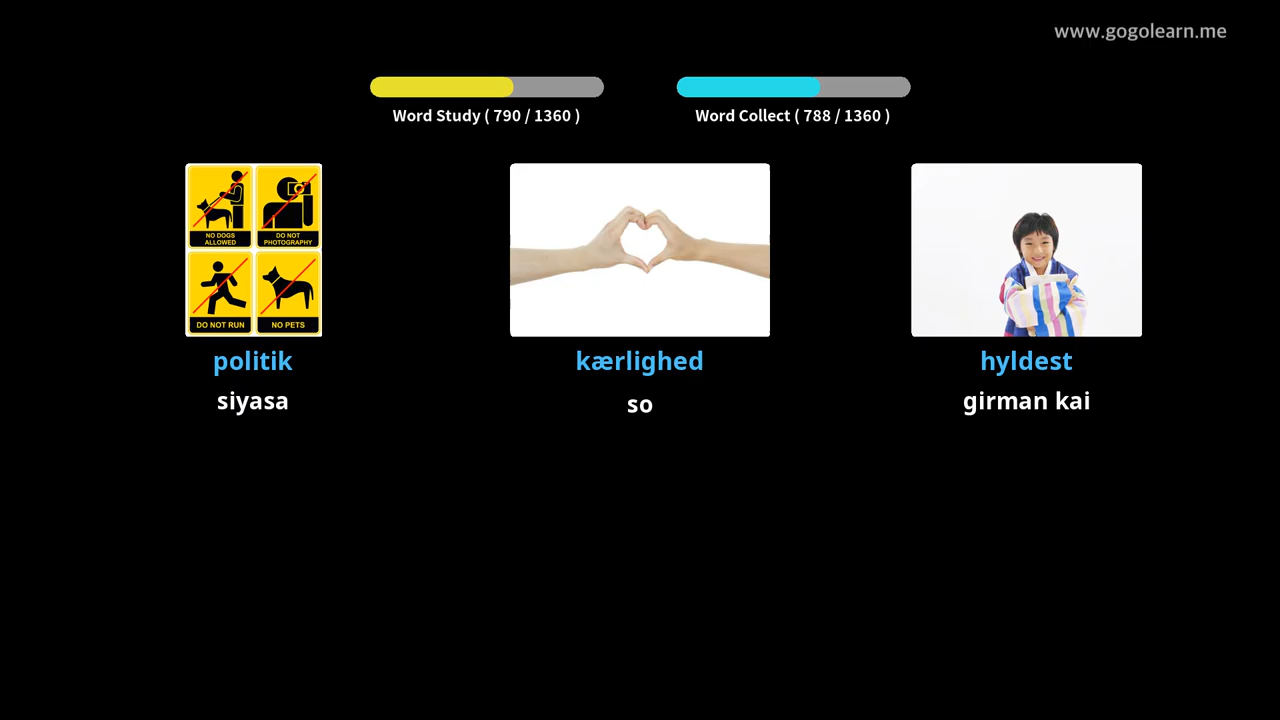 www.gogolearn.me
Word Study ( 790 / 1360 )
Word Collect ( 788 / 1360 )
NO DOGS
ALLOWED
DO NOT
PHOTOGRAPHY
DO NOT RUN
NO PETS
politik
kærlighed
hyldest
siyasa
so
girman kai